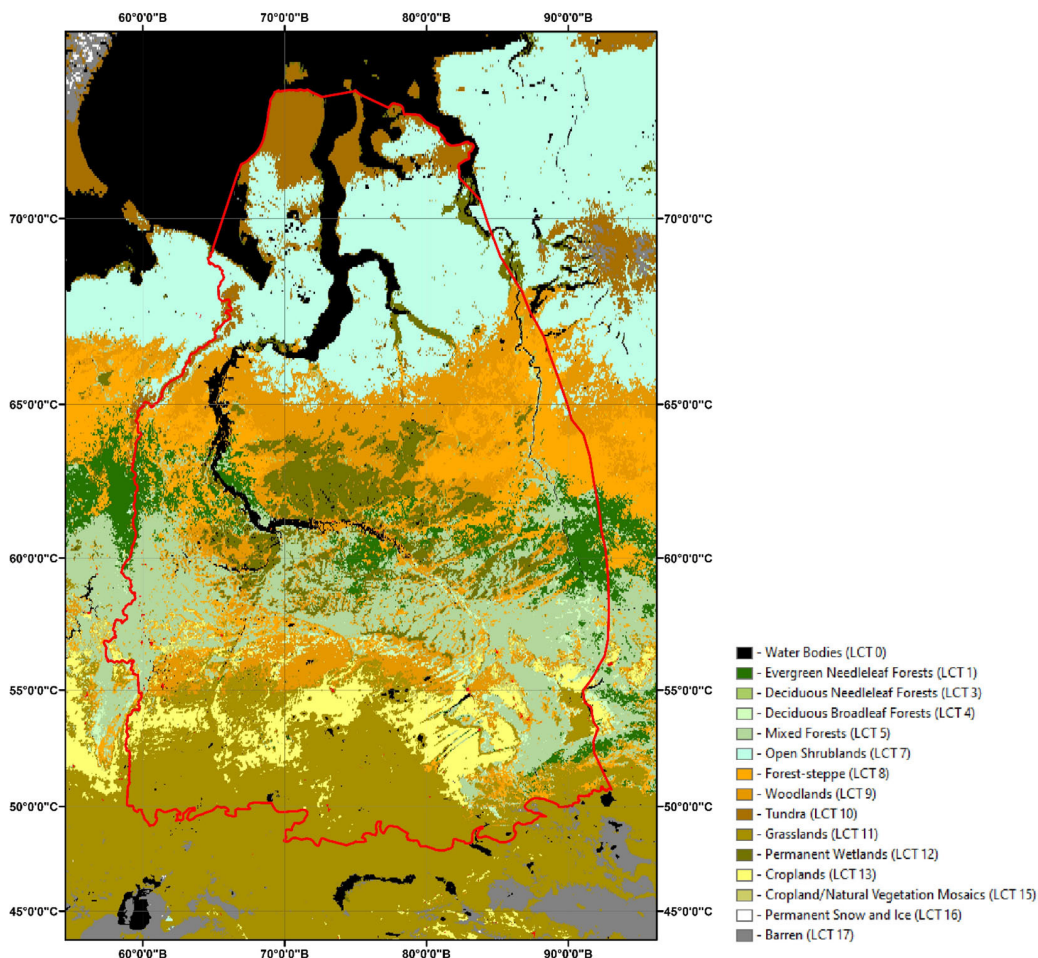 60°0'0"В 70°0'0"В 80°0'0"В 90°0'0"В
70°0'0"С 70°0'0"С
65°0'0"С 65°0'0"С
60°0'0"С 60°0'0"С
55°0'0"С 55°0'0"С
50°0'0"С 50°0'0"С
45°0'0"С 45°0'0"С
60°0'0"В 70°0'0"В 80°0'0"В 90°0'0"В
- Water Bodies (LCT 0)
- Evergreen Needleleaf Forests (LCT 1)
- Deciduous Needleleaf Forests (LCT 3)
- Deciduous Broadleaf Forests (LCT 4)
- Mixed Forests (LCT 5)
- Open Shrublands (LCT 7)
- Forest-steppe (LCT 8)
- Woodlands (LCT 9)
- Tundra (LCT 10)
- Grasslands (LCT 11)
- Permanent Wetlands (LCT 12)
- Croplands (LCT 13)
- Cropland/Natural Vegetation Mosaics (LCT 15)
- Permanent Snow and Ice (LCT 16)
- Barren (LCT 17)